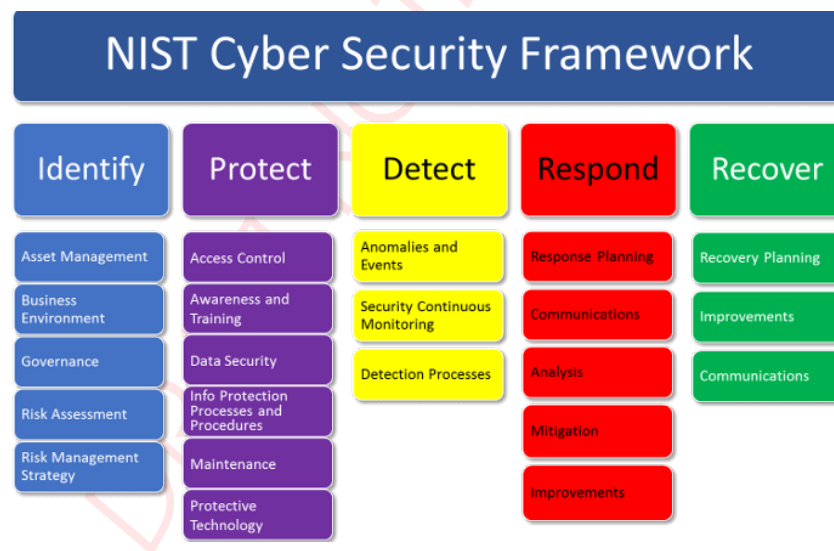 NIST Cyber Security Framework
Identify
Protect
Detect
Respond
Recover
Asset Management
Business
Environment
Governance
Risk Assessment
Risk Management
Strategy
Access Control
Awareness and
Training
Data Security
Info Protection
Processes and
Procedures
Maintenance
Protective
Technology
Anomalies and
Events
Security Continuous
Monitoring
Detection Processes
Response Planning
Communications
Analysis
Mitigation
Improvements
Recovery Planning
Improvements
Communications